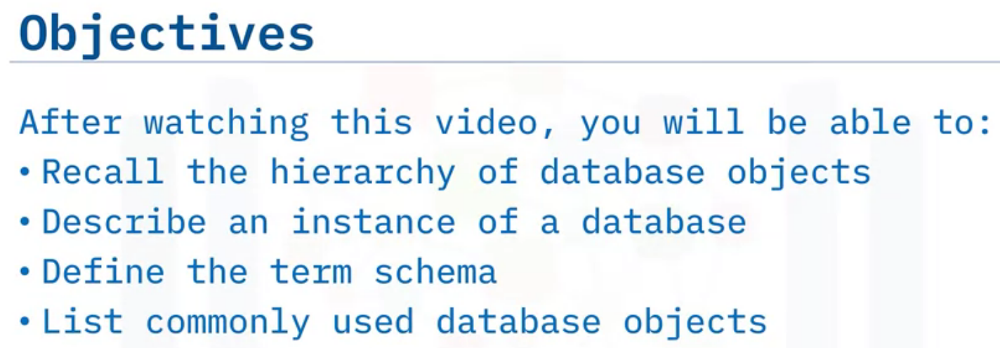 Objectives
After watching this video, you will be able to:
• Recall the hierarchy of database objects
• Describe an instance of a database
• Define the term schema
• List commonly used database objects